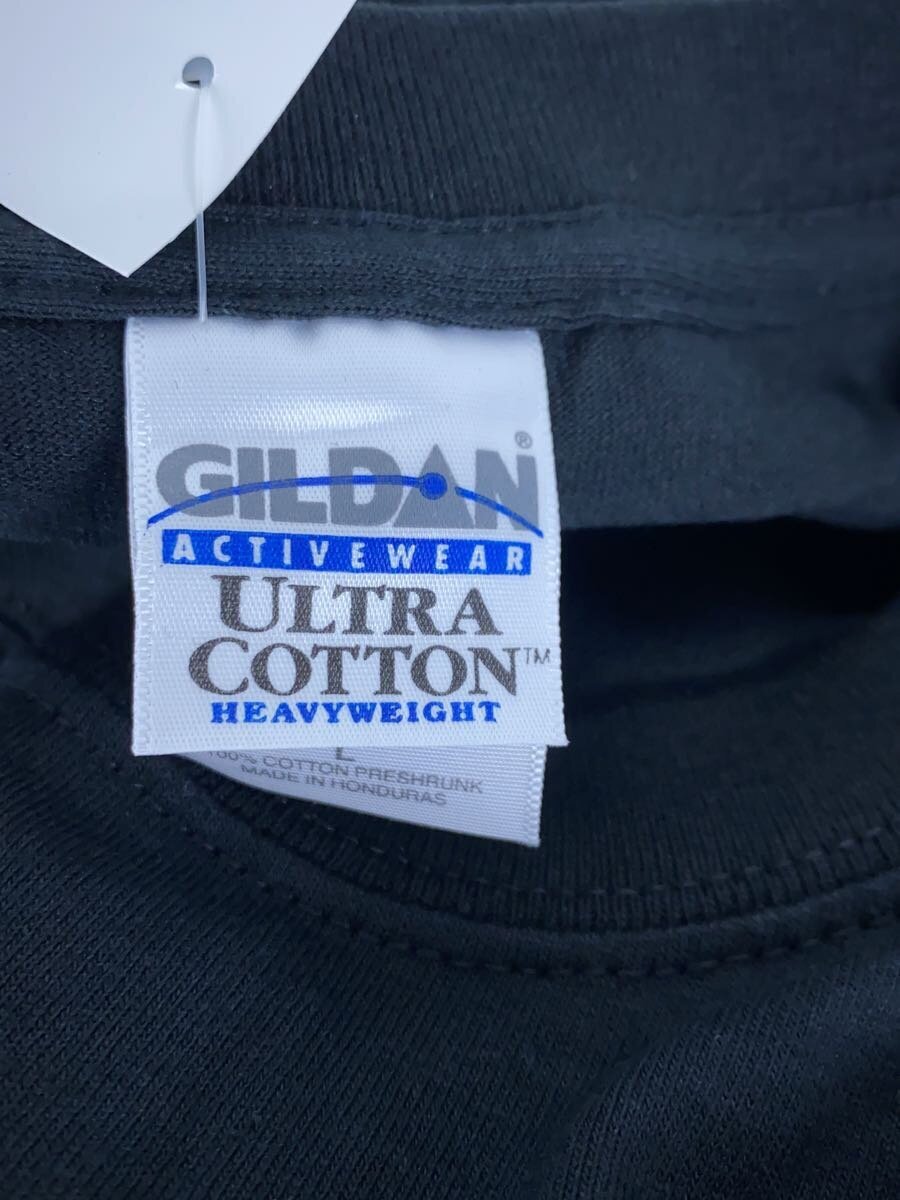 GILDAN®
ACTIVEWEAR
ULTRA
COTTON™
HEAVYWEIGHT
L
100% COTTON PRESHRUNK
MADE IN HONDURAS